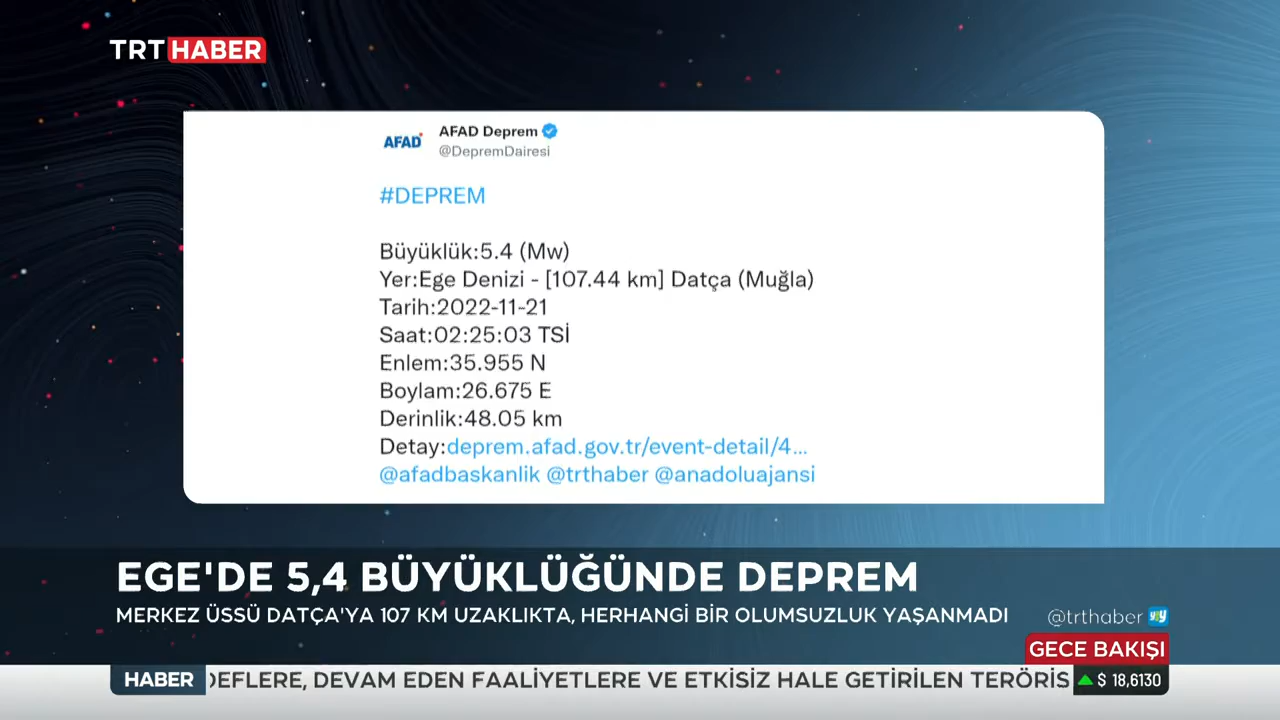 TRT HABER
AFAD
AFAD Deprem
@DepremDairesi
#DEPREM
Büyüklük:5.4 (Mw)
Yer:Ege Denizi - [107.44 km] Datça (Muğla)
Tarih:2022-11-21
Saat:02:25:03 TSİ
Enlem:35.955 N
Boylam:26.675 E
Derinlik:48.05 km
Detay:deprem.afad.gov.tr/event-detail/4...
@afadbaskanlik @trthaber @anadoluajansi
EGE'DE 5,4 BÜYÜKLÜĞÜNDE DEPREM
MERKEZ ÜSSÜ DATÇA'YA 107 KM UZAKLIKTA, HERHANGİ BİR OLUMSUZLUK YAŞANMADI
@trthaber
GECE BAKIŞI
HABER
DEFLERE, DEVAM EDEN FAALİYETLERE VE ETKİSİZ HALE GETİRİLEN TERÖRİS
$ 18,6130